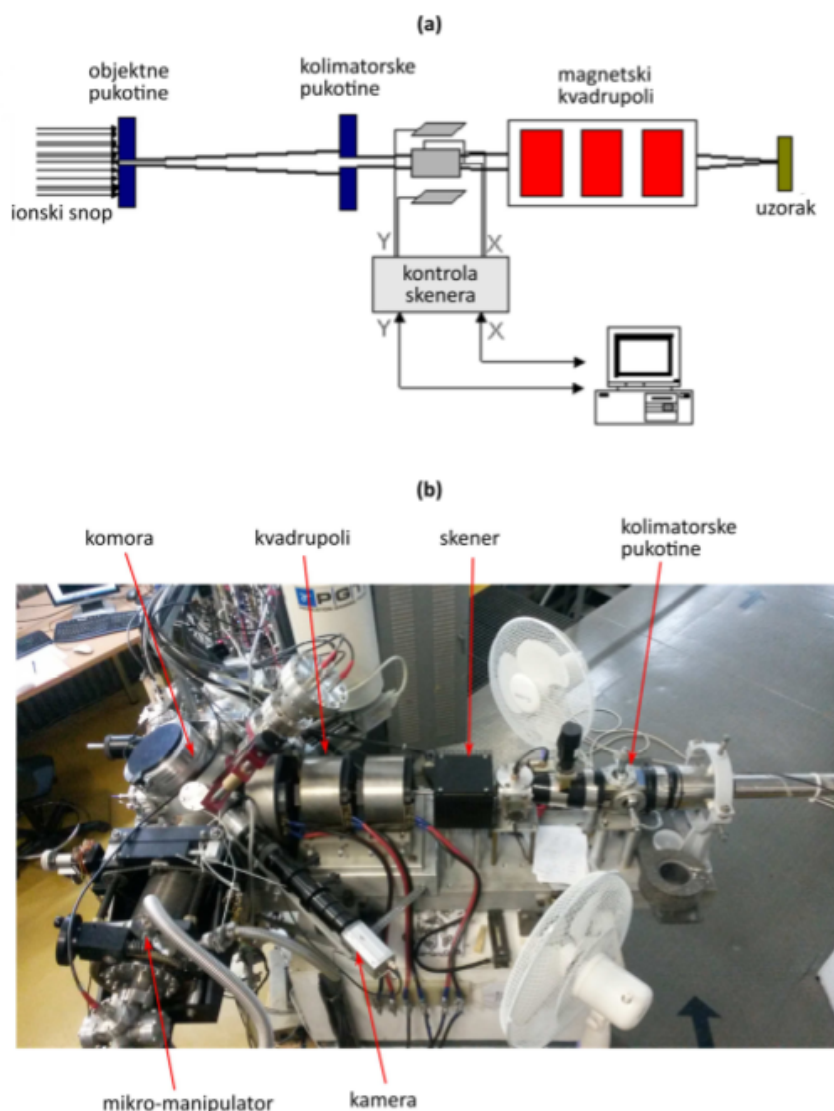 (a)
objektne
pukotine
kolimatorske
pukotine
magnetski
kvadrupoli
ionski snop
uzorak
Y
X
kontrola
skenera
Y
X
(b)
komora
kvadrupoli
skener
kolimatorske
pukotine
PGT
mikro-manipulator
kamera